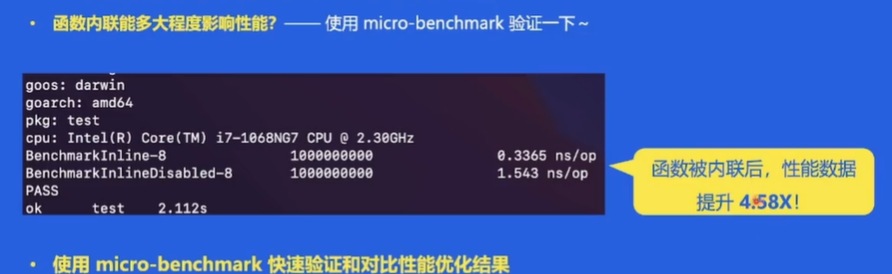 • 函数内联能多大程度影响性能？—— 使用 micro-benchmark 验证一下~
goos: darwin
goarch: amd64
pkg: test
cpu: Intel(R) Core(TM) i7-1068NG7 CPU @ 2.30GHz
BenchmarkInline-8 1000000000 0.3365 ns/op
BenchmarkInlineDisabled-8 1000000000 1.543 ns/op
PASS
ok test 2.112s
函数被内联后，性能数据
提升 4.58X！
• 使用 micro-benchmark 快速验证和对比性能优化结果